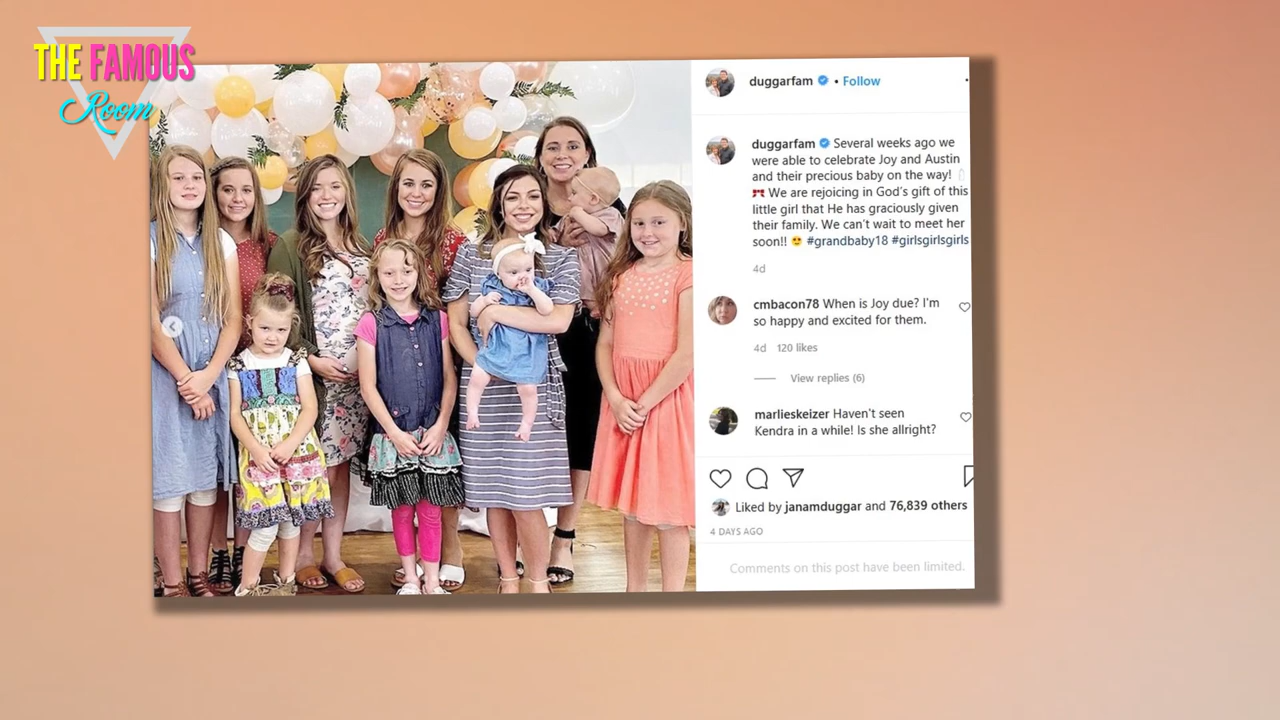 THE FAMOUS
Room
duggarfam • Follow
duggarfam Several weeks ago we
were able to celebrate Joy and Austin
and their precious baby on the way!
We are rejoicing in God's gift of this
little girl that He has graciously given
their family. We can't wait to meet her
soon!! 😍 #grandbaby18 #girlsgirlsgirls
4d
cmbacon78 When is Joy due? I'm
so happy and excited for them.
4d 120 likes
View replies (6)
marlieskeizer Haven't seen
Kendra in a while! Is she allright?
Liked by janamduggar and 76,839 others
4 DAYS AGO
Comments on this post have been limited.